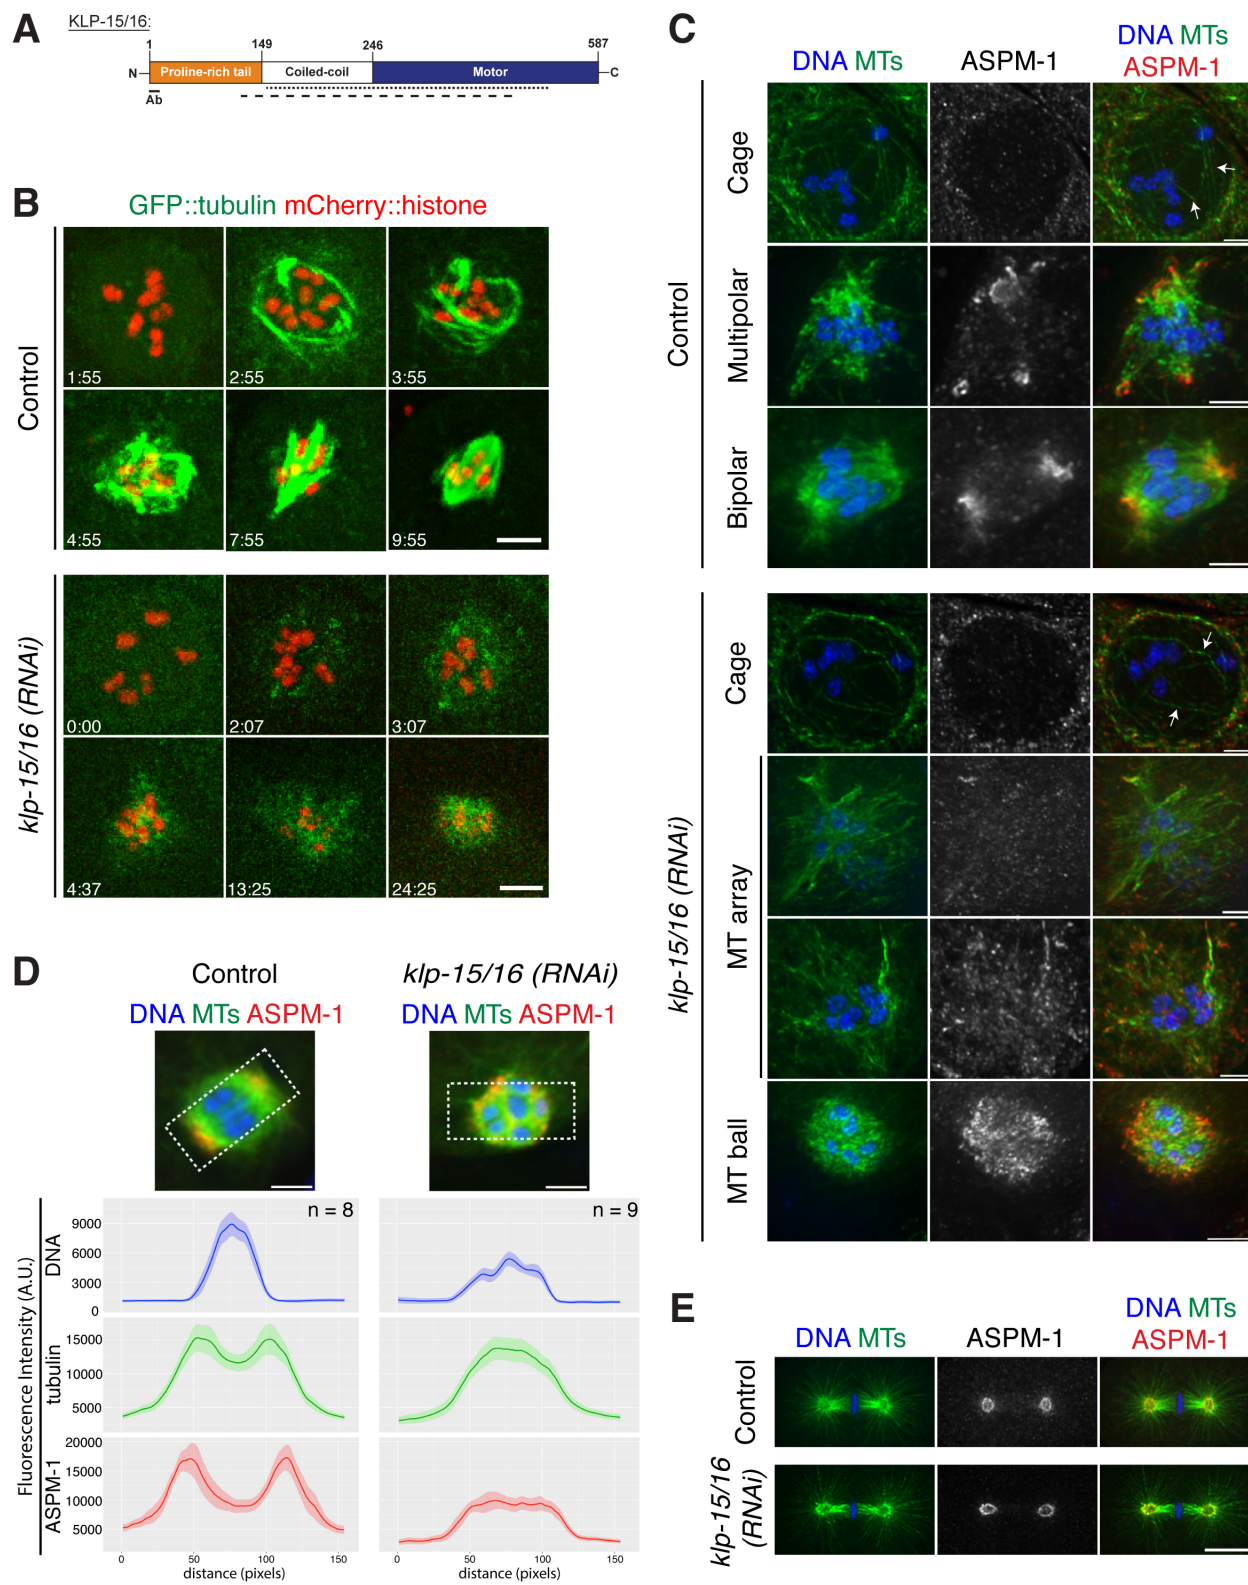 A
KLP-15/16:
1 149 246 587
N Proline-rich tail Coiled-coil Motor C
Ab
B
GFP::tubulin mCherry::histone
Control
1:55 2:55 3:55
4:55 7:55 9:55
klp-15/16 (RNAi)
0:00 2:07 3:07
4:37 13:25 24:25
C
DNA MTs ASPM-1 DNA MTs
ASPM-1
Control
Cage
Multipolar
Bipolar
klp-15/16 (RNAi)
Cage
MT array
MT ball
D
Control klp-15/16 (RNAi)
DNA MTs ASPM-1 DNA MTs ASPM-1
Fluorescence Intensity (A.U.)
n = 8 n = 9
DNA
9000
6000
3000
0
tubulin
15000
10000
5000
ASPM-1
20000
15000
10000
5000
0 50 100 150 0 50 100 150
distance (pixels) distance (pixels)
E
DNA MTs ASPM-1 DNA MTs
ASPM-1
Control
klp-15/16
(RNAi)